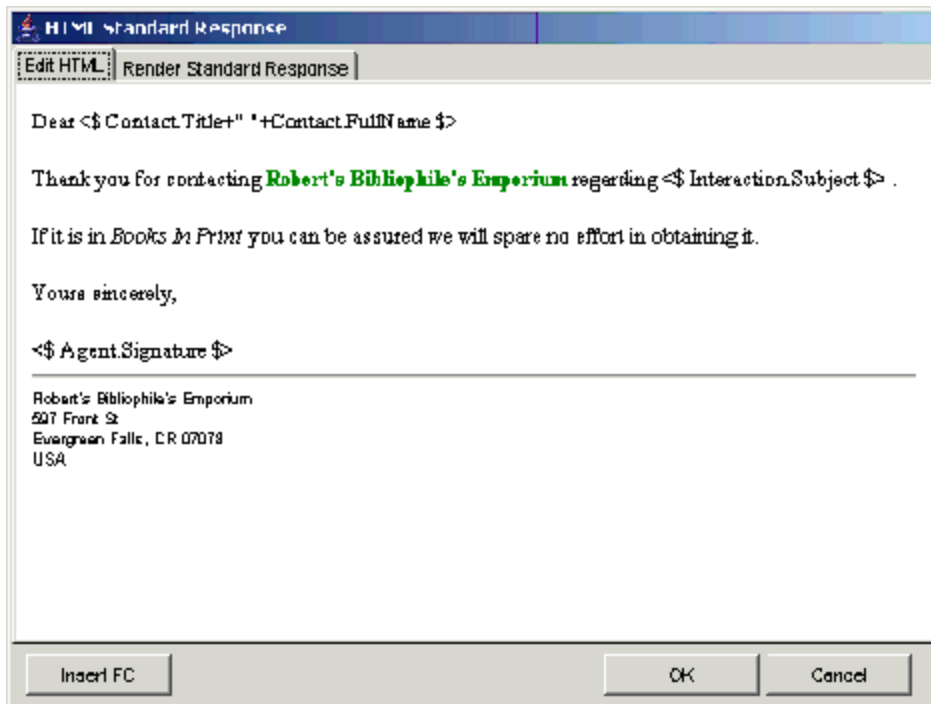 HTML Standard Response
Edit HTML Render Standard Response
Dear <$ Contact.Title+" "+Contact.FullName $>
Thank you for contacting Robert's Bibliophile's Emporium regarding <$ Interaction.Subject $> .
If it is in Books In Print you can be assured we will spare no effort in obtaining it.
Yours sincerely,
<$ Agent.Signature $>
Robert's Bibliophile's Emporium
597 Front St
Evergreen Falls, CR 07078
USA
Insert FC OK Cancel